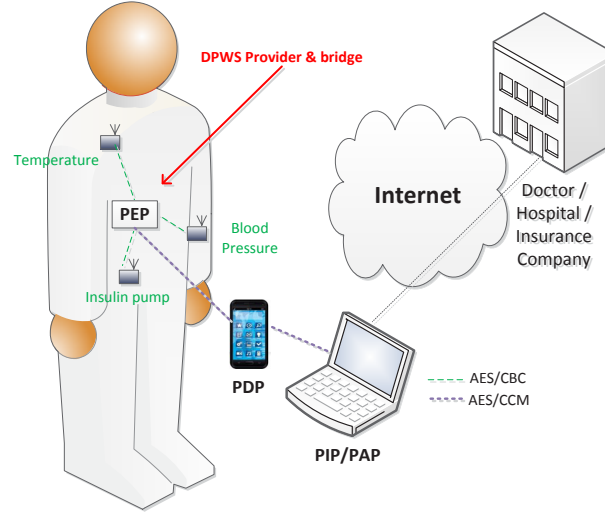 DPWS Provider & bridge
Temperature
PEP
Blood
Pressure
Insulin pump
Internet
Doctor /
Hospital /
Insurance
Company
PDP
PIP/PAP
AES/CBC
AES/CCM